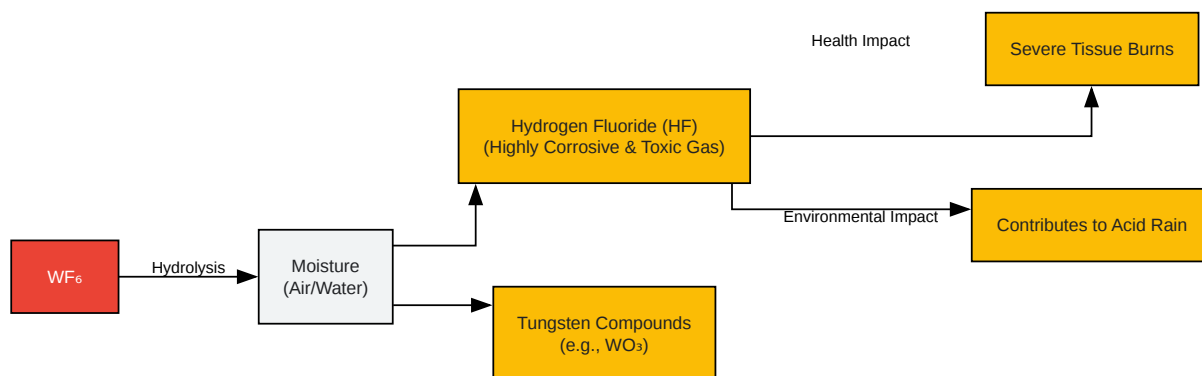 Health Impact
Severe Tissue Burns
Hydrogen Fluoride (HF)
(Highly Corrosive & Toxic Gas)
Environmental Impact
Contributes to Acid Rain
WF₆
Hydrolysis
Moisture
(Air/Water)
Tungsten Compounds
(e.g., WO₃)